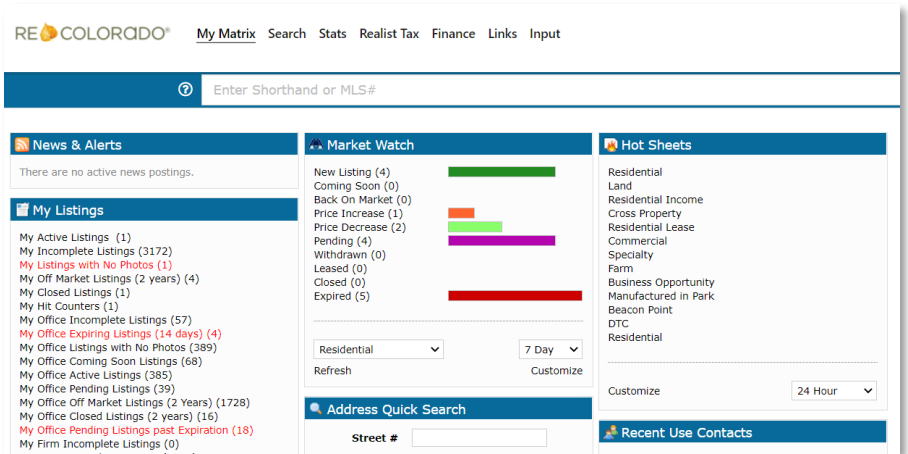 RECOLORADO® My Matrix Search Stats Realist Tax Finance Links Input
Enter Shorthand or MLS#
News & Alerts
There are no active news postings.
My Listings
My Active Listings (1)
My Incomplete Listings (3172)
My Listings with No Photos (1)
My Off Market Listings (2 years) (4)
My Closed Listings (1)
My Hit Counters (1)
My Office Incomplete Listings (57)
My Office Expiring Listings (14 days) (4)
My Office Listings with No Photos (389)
My Office Coming Soon Listings (68)
My Office Active Listings (385)
My Office Pending Listings (39)
My Office Off Market Listings (2 Years) (1728)
My Office Closed Listings (2 years) (16)
My Office Pending Listings past Expiration (18)
My Firm Incomplete Listings (0)
Market Watch
New Listing (4)
Coming Soon (0)
Back On Market (0)
Price Increase (1)
Price Decrease (2)
Pending (4)
Withdrawn (0)
Leased (0)
Closed (0)
Expired (5)
Residential 7 Day
Refresh Customize
Address Quick Search
Street #
Hot Sheets
Residential
Land
Residential Income
Cross Property
Residential Lease
Commercial
Specialty
Farm
Business Opportunity
Manufactured in Park
Beacon Point
DTC
Residential
Customize 24 Hour
Recent Use Contacts